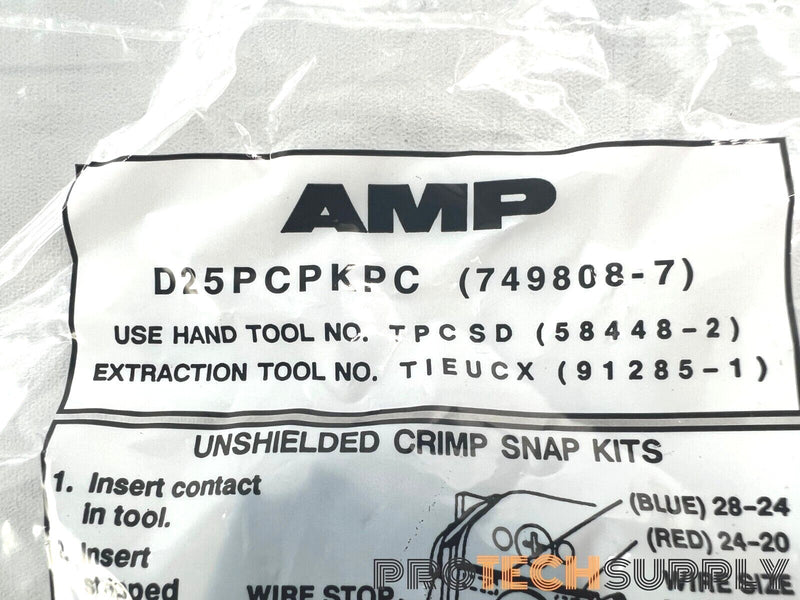 AMP
D25PCPKPC (749808-7)
USE HAND TOOL NO. TPCSD (58448-2)
EXTRACTION TOOL NO. TIEUCX (91285-1)
UNSHIELDED CRIMP SNAP KITS
1. Insert contact
in tool.
Insert
stripped
(BLUE) 28-24
(RED) 24-20
WIRE SIZE
WIRE STOP
PROTECHSUPPLY